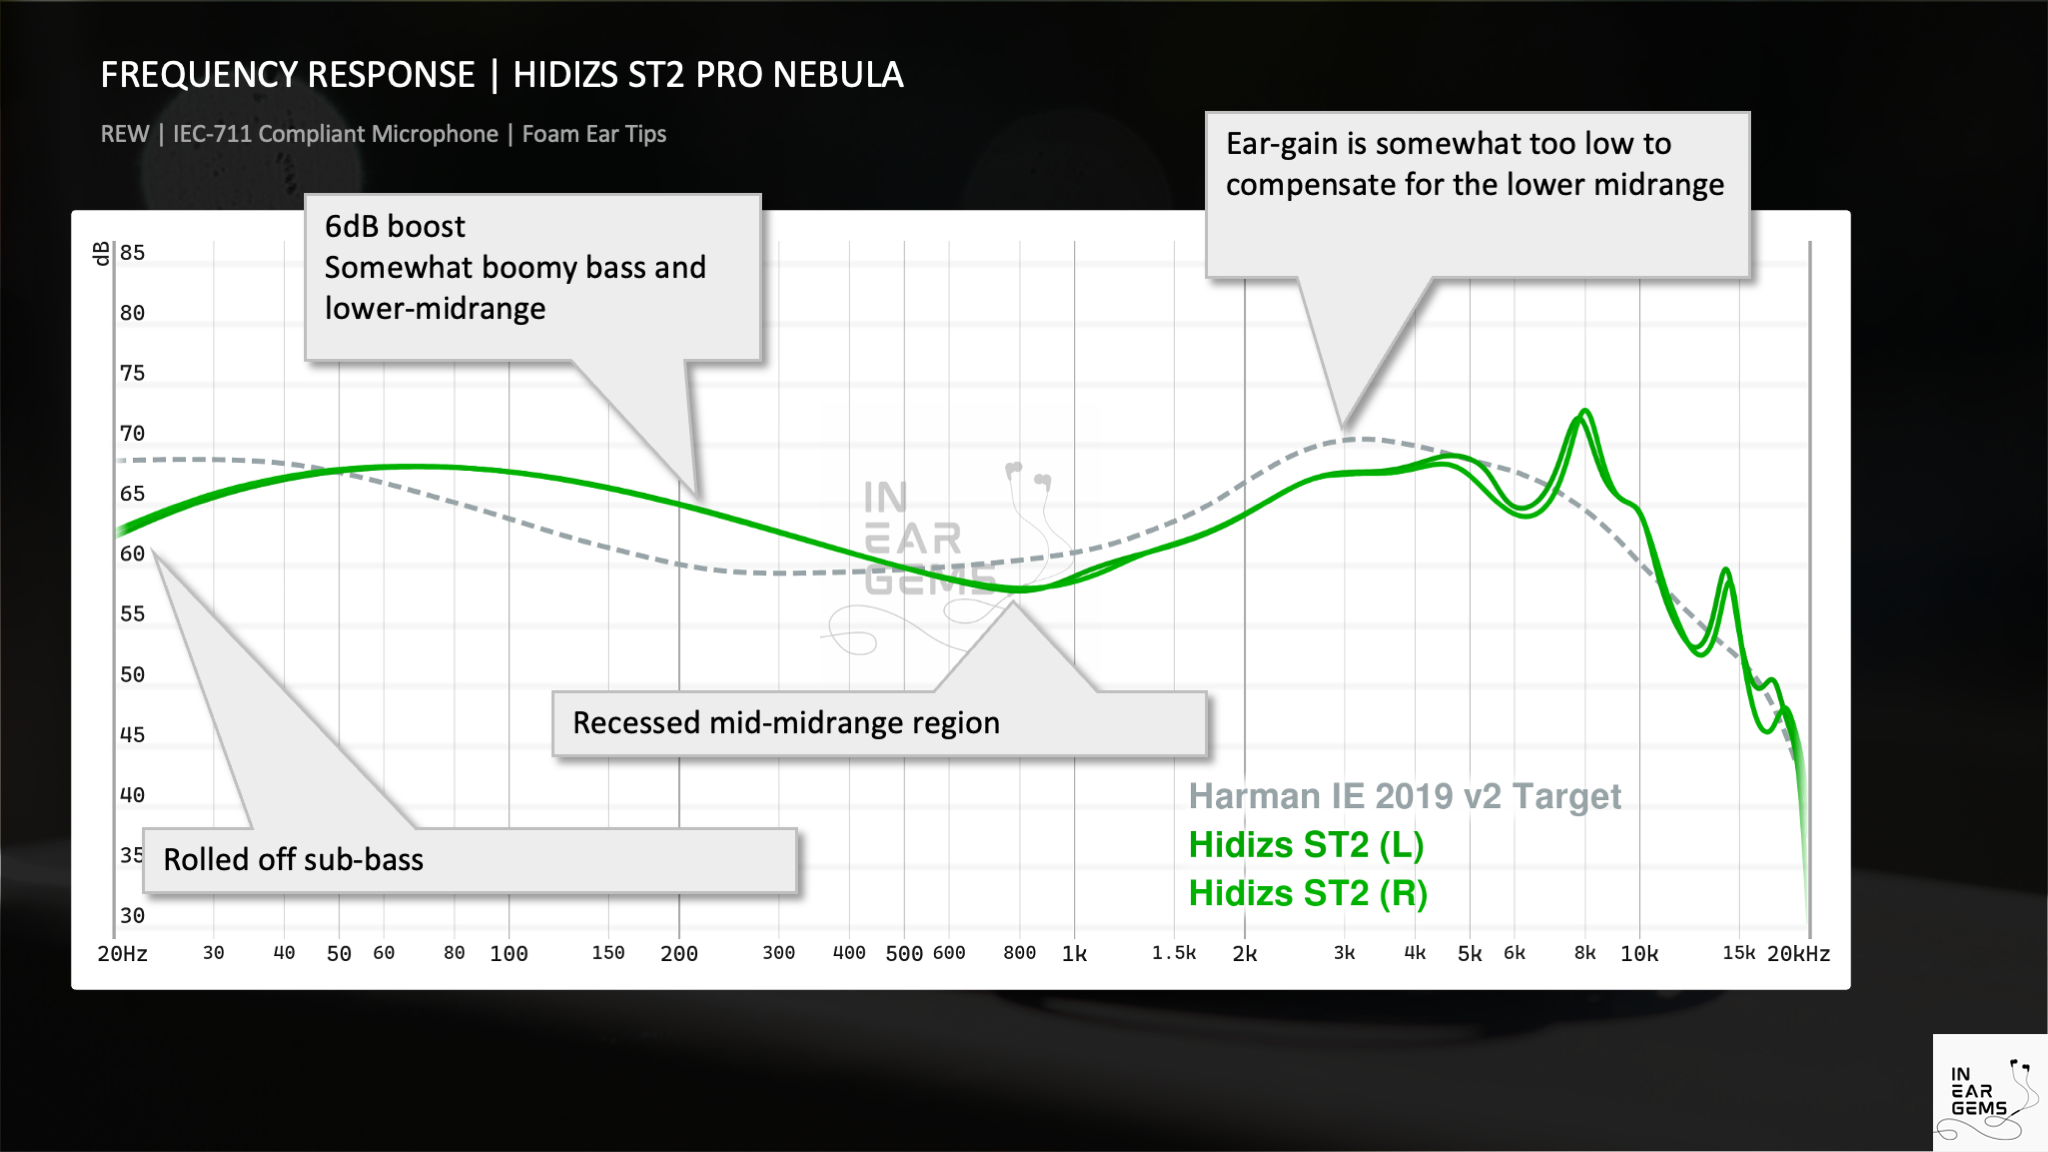 FREQUENCY RESPONSE | HIDIZS ST2 PRO NEBULA
REW | IEC-711 Compliant Microphone | Foam Ear Tips
Ear-gain is somewhat too low to
compensate for the lower midrange
6dB boost
Somewhat boomy bass and
lower-midrange
dB
85
80
75
70
65
60
55
50
45
40
35
30
IN
EAR
GEMS
Recessed mid-midrange region
Rolled off sub-bass
Harman IE 2019 v2 Target
Hidizs ST2 (L)
Hidizs ST2 (R)
20Hz 30 40 50 60 80 100 150 200 300 400 500 600 800 1k 1.5k 2k 3k 4k 5k 6k 8k 10k 15k 20kHz
IN
EAR
GEMS